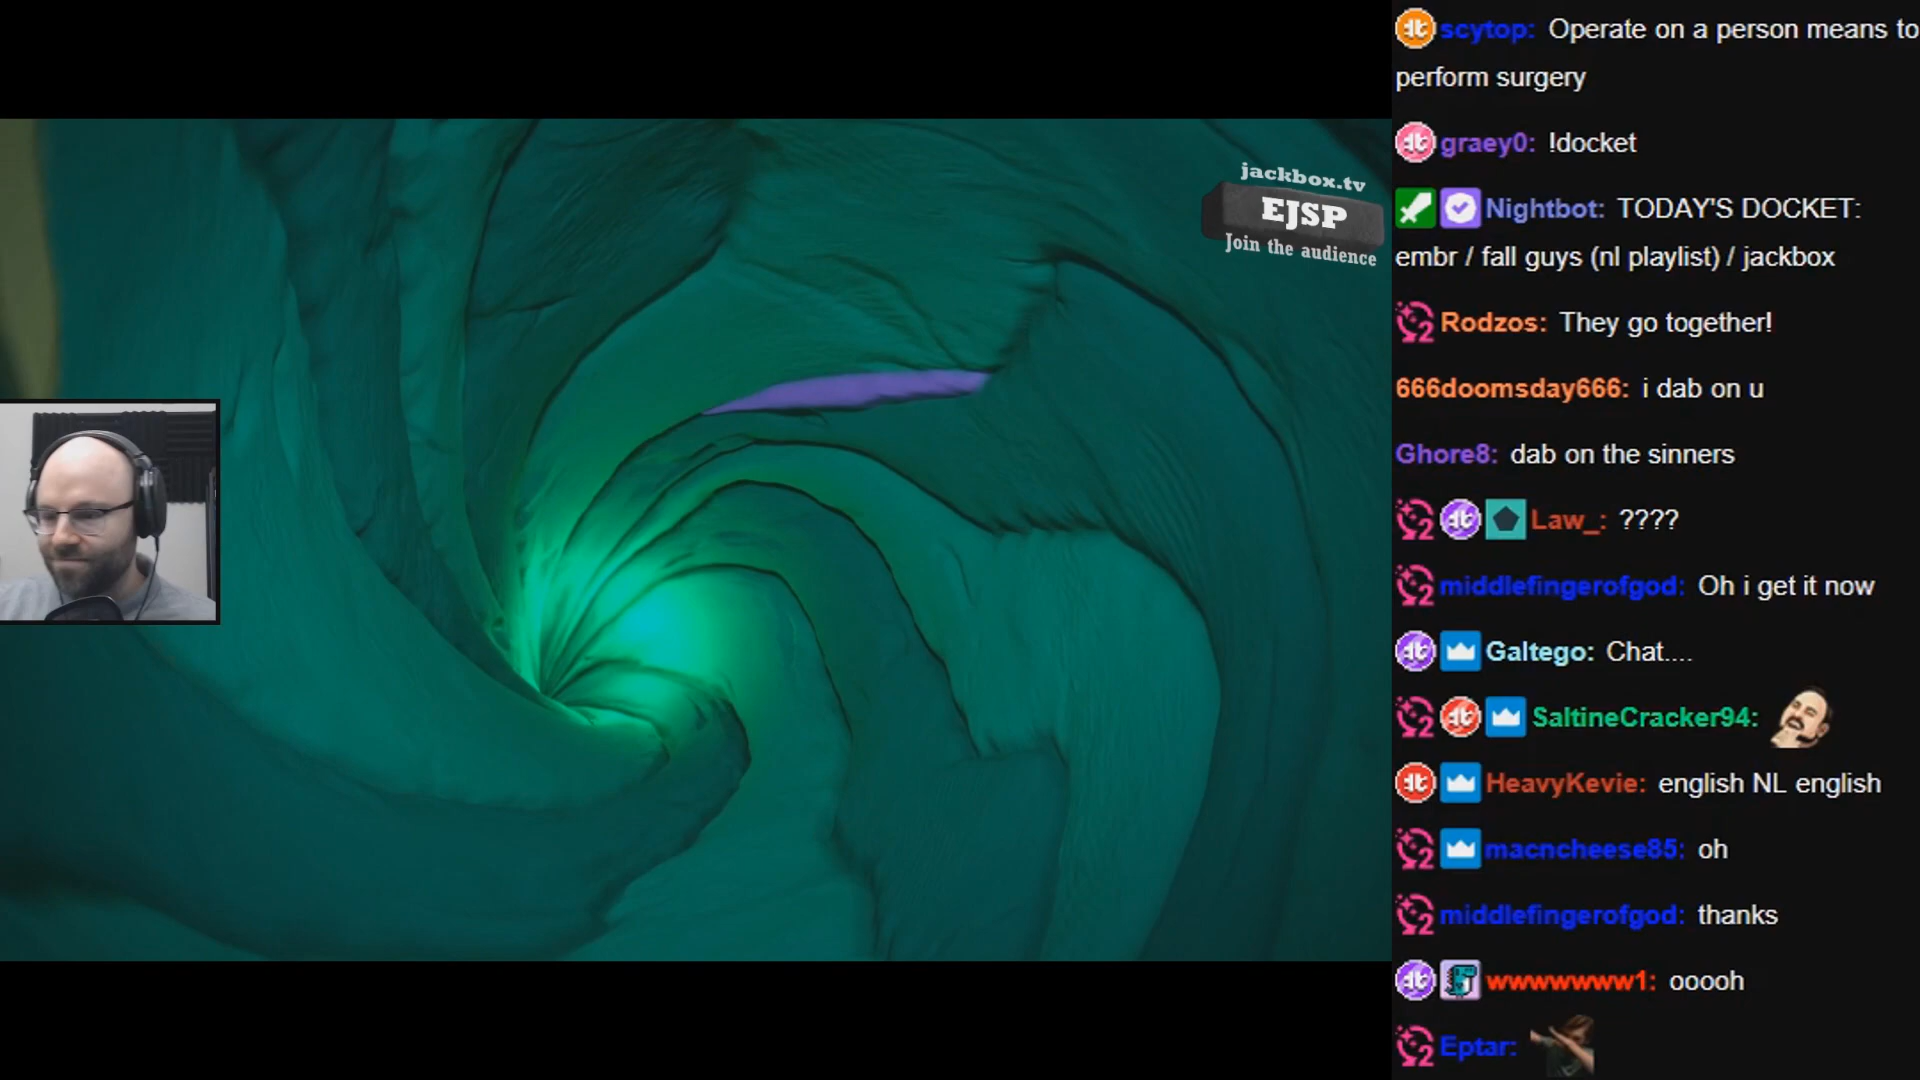 jackbox.tv
EJSP
Join the audience
scytop: Operate on a person means to
perform surgery
graey0: !docket
Nightbot: TODAY'S DOCKET:
embr / fall guys (nl playlist) / jackbox
Rodzos: They go together!
666doomsday666: i dab on u
Ghore8: dab on the sinners
Law_: ????
middlefingerofgod: Oh i get it now
Galtego: Chat....
SaltineCracker94:
HeavyKevie: english NL english
macncheese85: oh
middlefingerofgod: thanks
wwwwwww1: ooooh
Eptar: